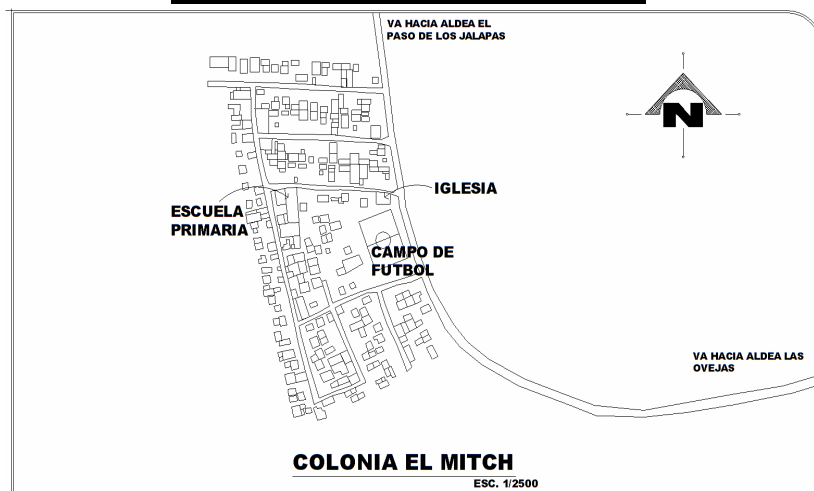 VA HACIA ALDEA EL
PASO DE LOS JALAPAS
N
IGLESIA
ESCUELA
PRIMARIA
CAMPO DE
FUTBOL
VA HACIA ALDEA LAS
OVEJAS
COLONIA EL MITCH
ESC. 1/2500